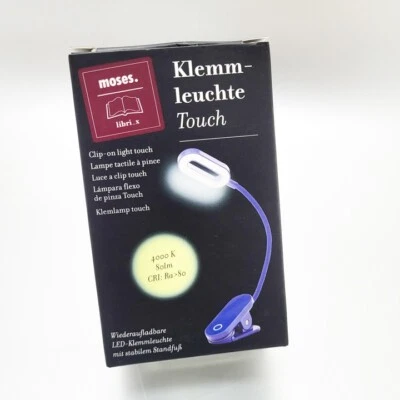 moses.
libri_x
Klemm-
leuchte
Touch
Clip-on light touch
Lampe tactile à pince
Luce a clip touch
Lámpara flexo
de pinza Touch
Klemlamp touch
4000 K
80lm
CRI: Ra>80
Wiederaufladbare
LED-Klemmleuchte
mit stabilem Standfuß